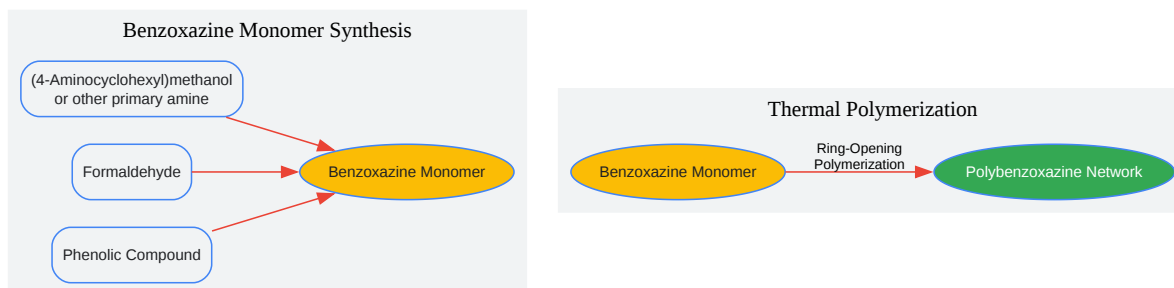 Benzoxazine Monomer Synthesis
(4-Aminocyclohexyl)methanol
or other primary amine
Formaldehyde
Benzoxazine Monomer
Phenolic Compound
Thermal Polymerization
Benzoxazine Monomer
Ring-Opening
Polymerization
Polybenzoxazine Network